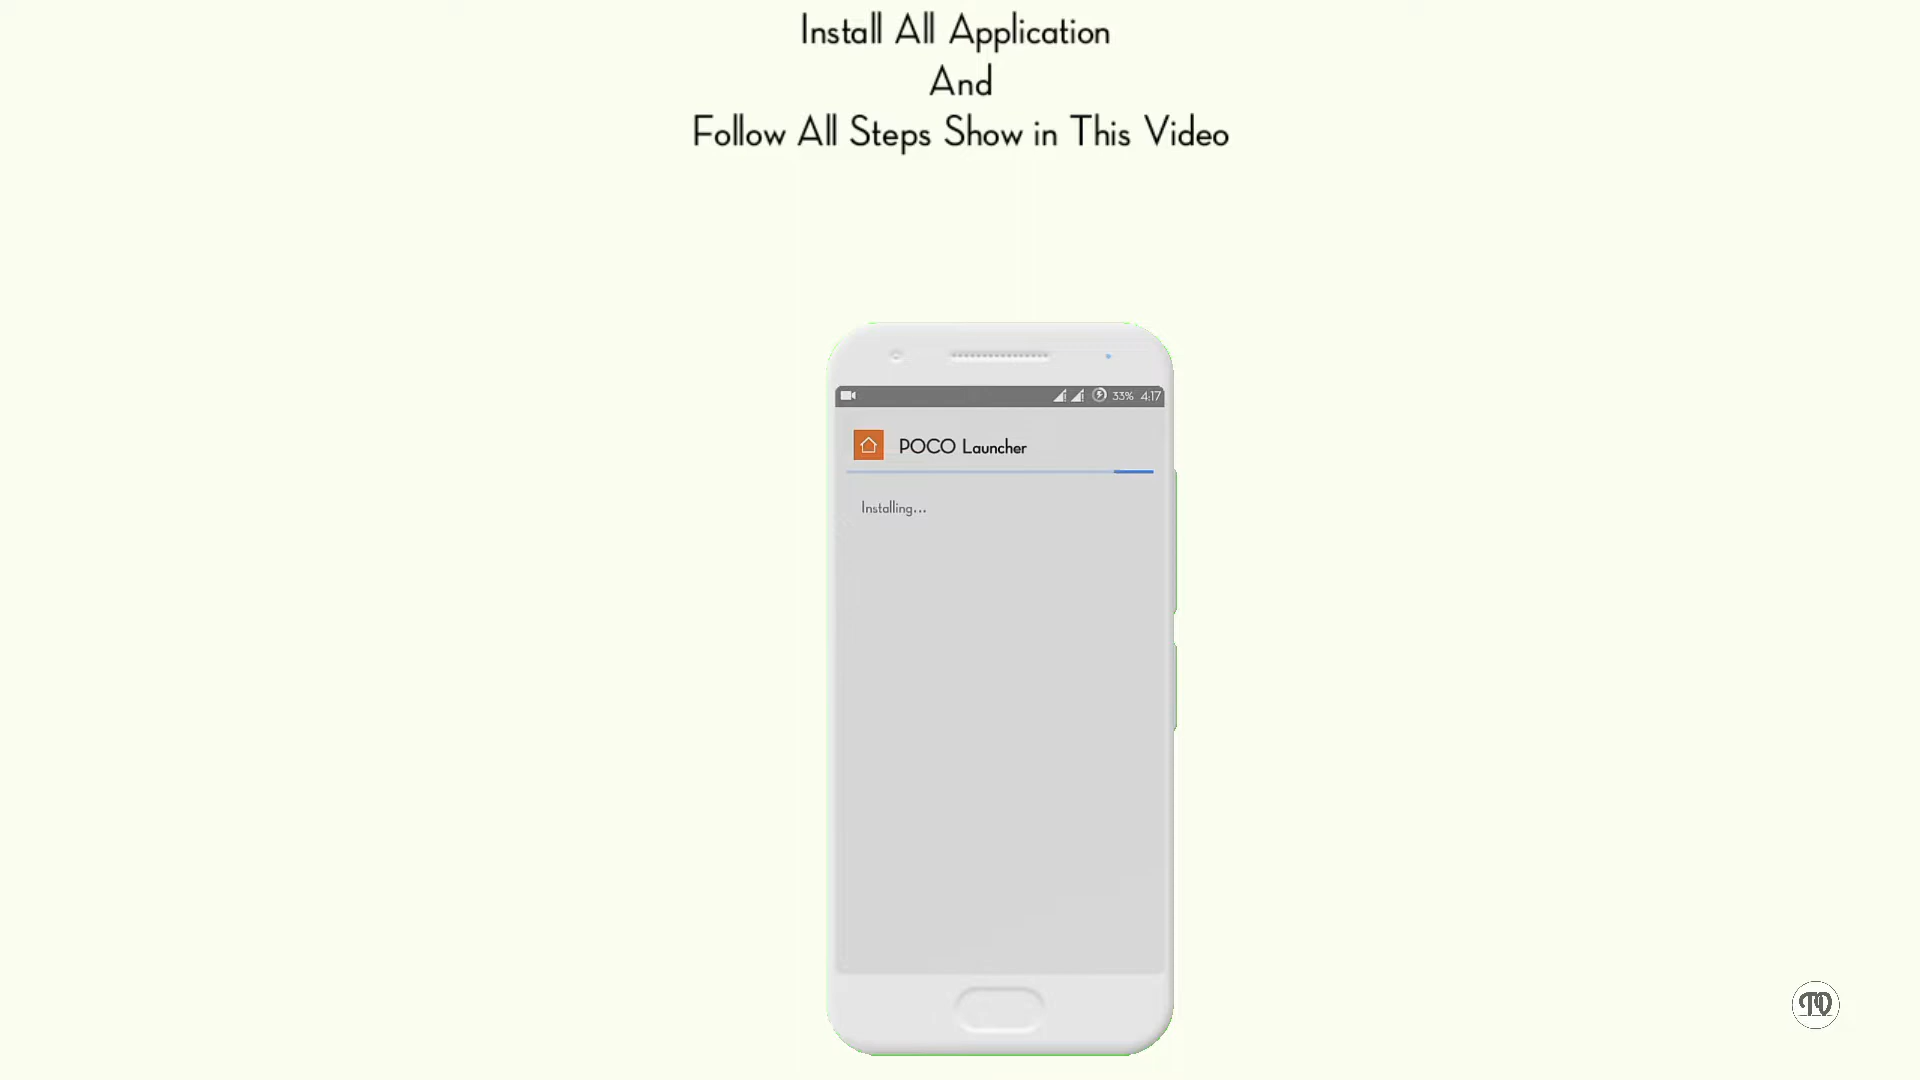 Install All Application
And
Follow All Steps Show in This Video
33% 4:17
POCO Launcher
Installing...